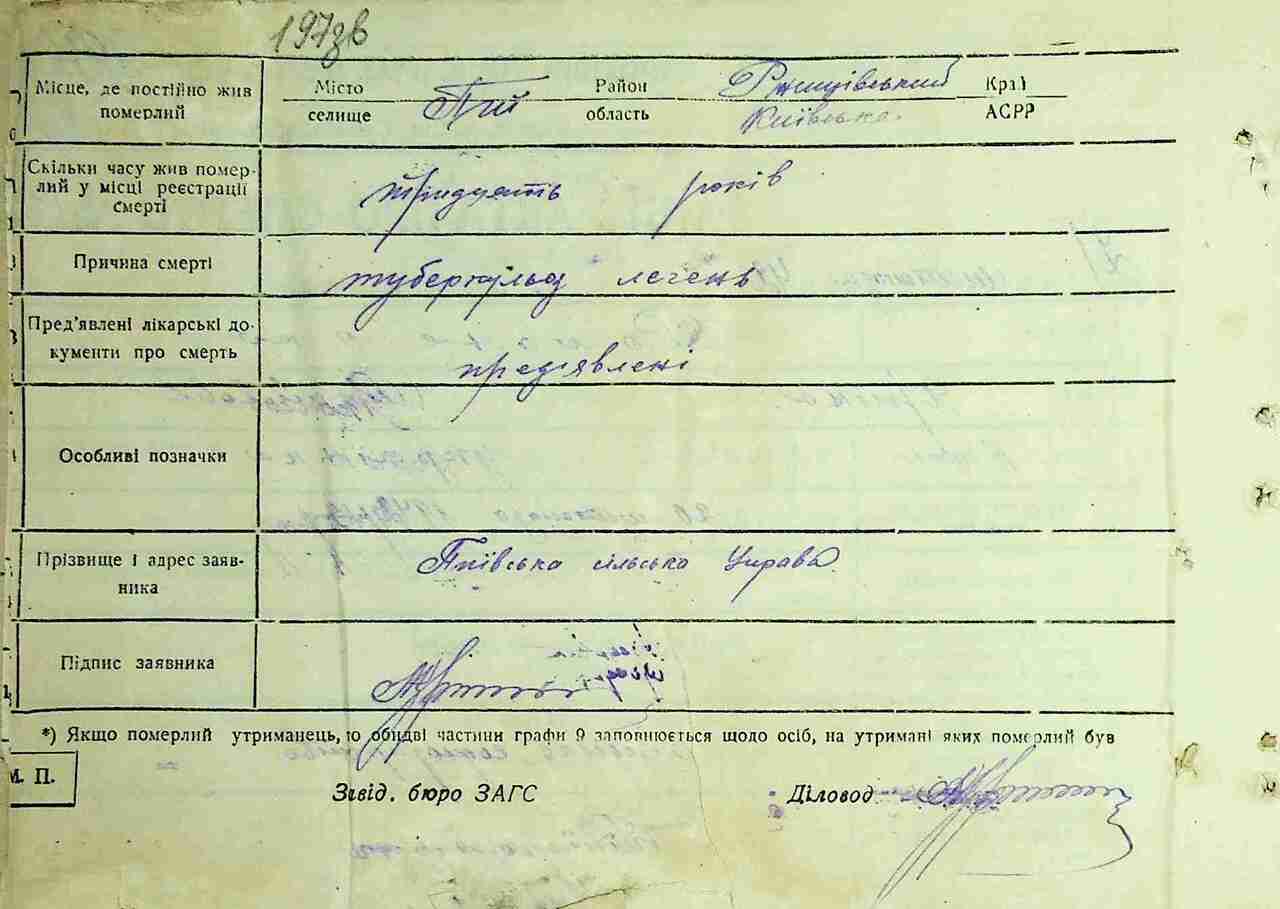 197зв
Місце, де постійно жив померлий
Місто селище Пії Район область Ржищівський Київська Край АСРР
Скільки часу жив померлий у місці реєстрації смерті
тридцять років
Причина смерті
туберкульоз легень
Пред'явлені лікарські документи про смерть
предявлені
Особливі позначки
Прізвище і адрес заявника
Піївська сільська Управа
Підпис заявника
*) Якщо померлий утриманець, то обидві частини графи 9 заповнюється щодо осіб, на утримані яких померлий був
М. П.
Завід. бюро ЗАГС Діловод